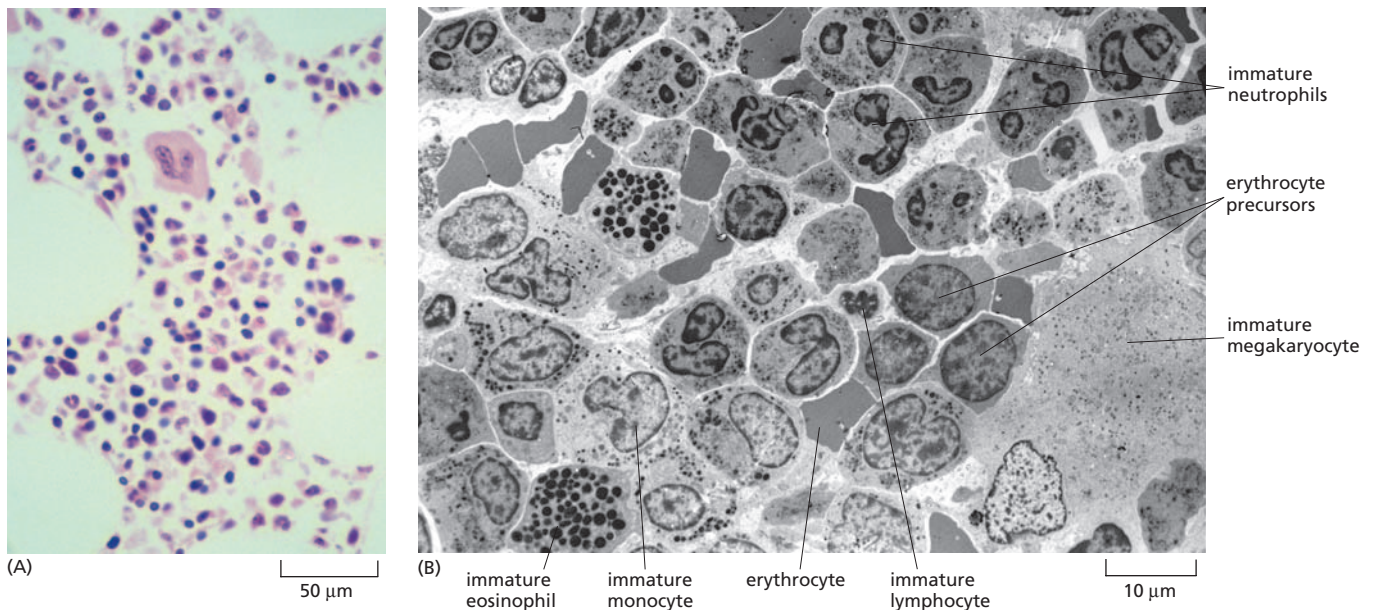 immature
neutrophils
erythrocyte
precursors
immature
megakaryocyte
(A)
50 μm
(B)
immature
eosinophil
immature
monocyte
erythrocyte
immature
lymphocyte
10 μm